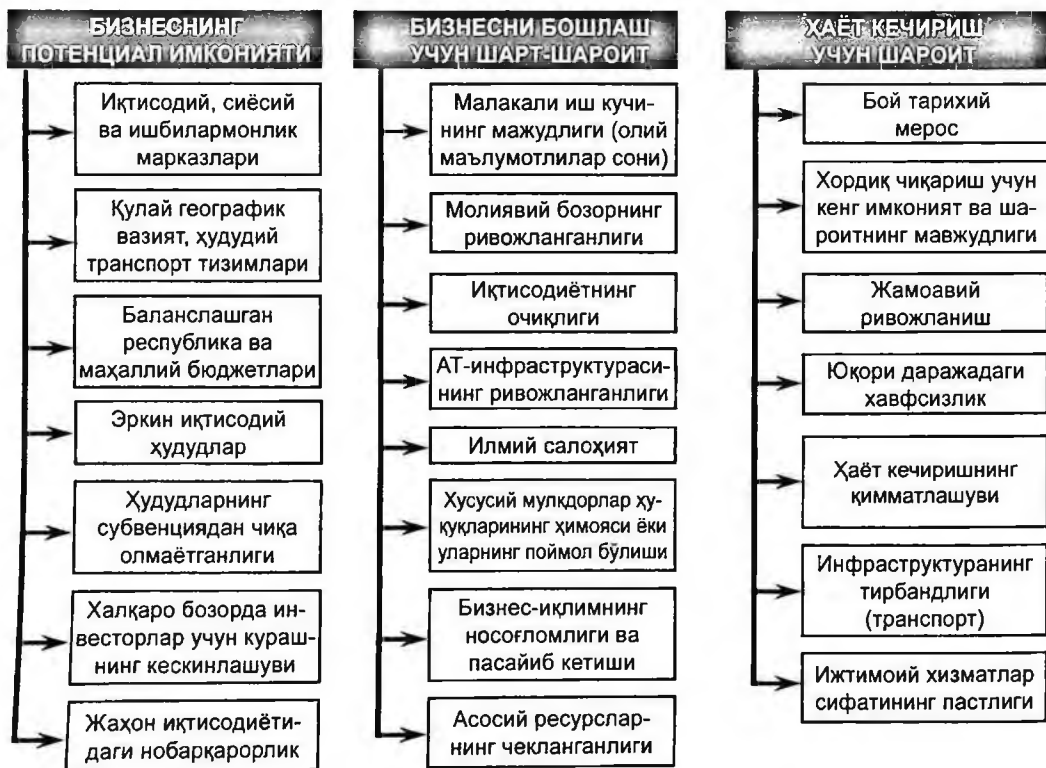 БИЗНЕСНИНГ
ПОТЕНЦИАЛ ИМКОНИЯТИ
Иқтисодий, сиёсий
ва ишбилармонлик
марказлари
Қулай географик
вазият, ҳудудий
транспорт тизимлари
Баланслашган
республика ва
маҳаллий бюджетлари
Эркин иқтисодий
ҳудудлар
Ҳудудларнинг
субвенциядан чиқа
олмаётганлиги
Халқаро бозорда ин-
весторлар учун кураш-
нинг кескинлашуви
Жаҳон иқтисодиёти-
даги нобарқарорлик
БИЗНЕСНИ БОШЛАШ
УЧУН ШАРТ-ШАРОИТ
Малакали иш кучи-
нинг мажудлиги (олий
маълумотлилар сони)
Молиявий бозорнинг
ривожланганлиги
Иқтисодиётнинг
очиқлиги
АТ-инфраструктураси-
нинг ривожланганлиги
Илмий салоҳият
Хусусий мулкдорлар ҳу-
қуқларининг ҳимояси ёки
уларнинг поймол бўлиши
Бизнес-иқлимнинг
носоғломлиги ва
пасайиб кетиши
Асосий ресурслар-
нинг чекланганлиги
ҲАЁТ КЕЧИРИШ
УЧУН ШАРОИТ
Бой тарихий
мерос
Хордиқ чиқариш учун
кенг имконият ва ша-
роитнинг мавжудлиги
Жамоавий
ривожланиш
Юқори даражадаги
хавфсизлик
Ҳаёт кечиришнинг
қимматлашуви
Инфраструктуранинг
тирбандлиги
(транспорт)
Ижтимоий хизматлар
сифатининг пастлиги